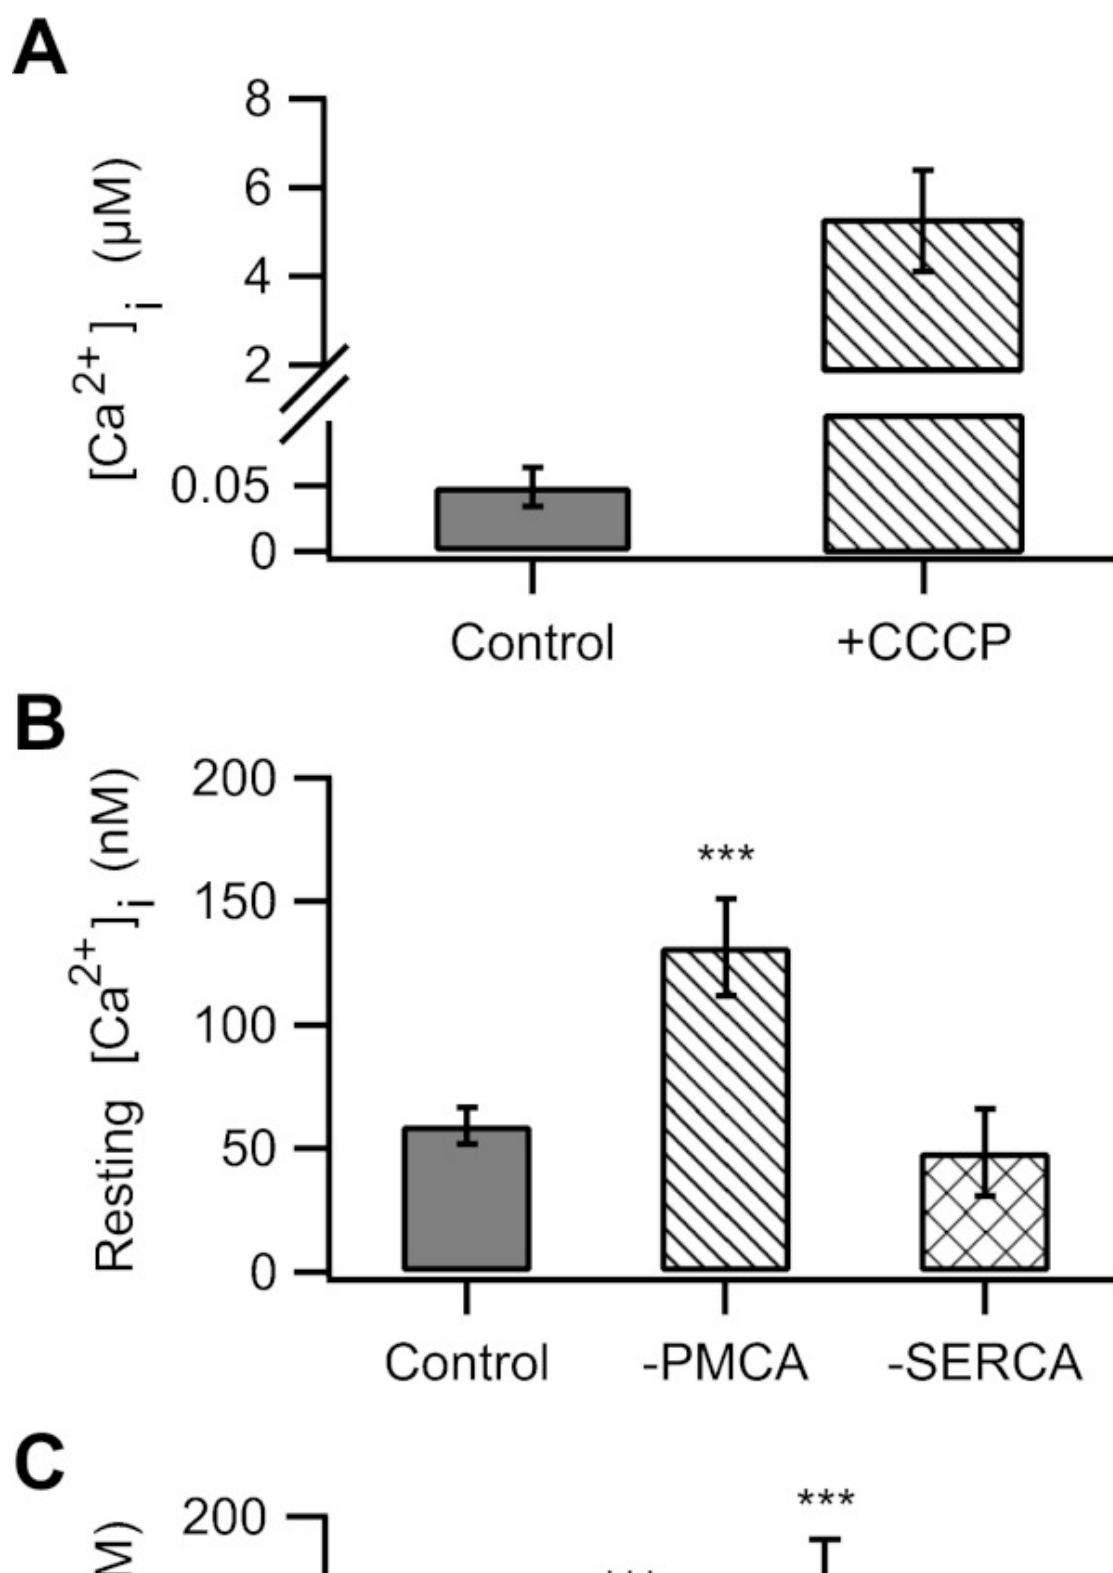 A
8
6
4
2
0.05
0
[Ca2+]i (μM)
Control
+CCCP
B
200
150
100
50
0
Resting [Ca2+]i (nM)
***
Control
-PMCA
-SERCA
C
200
***